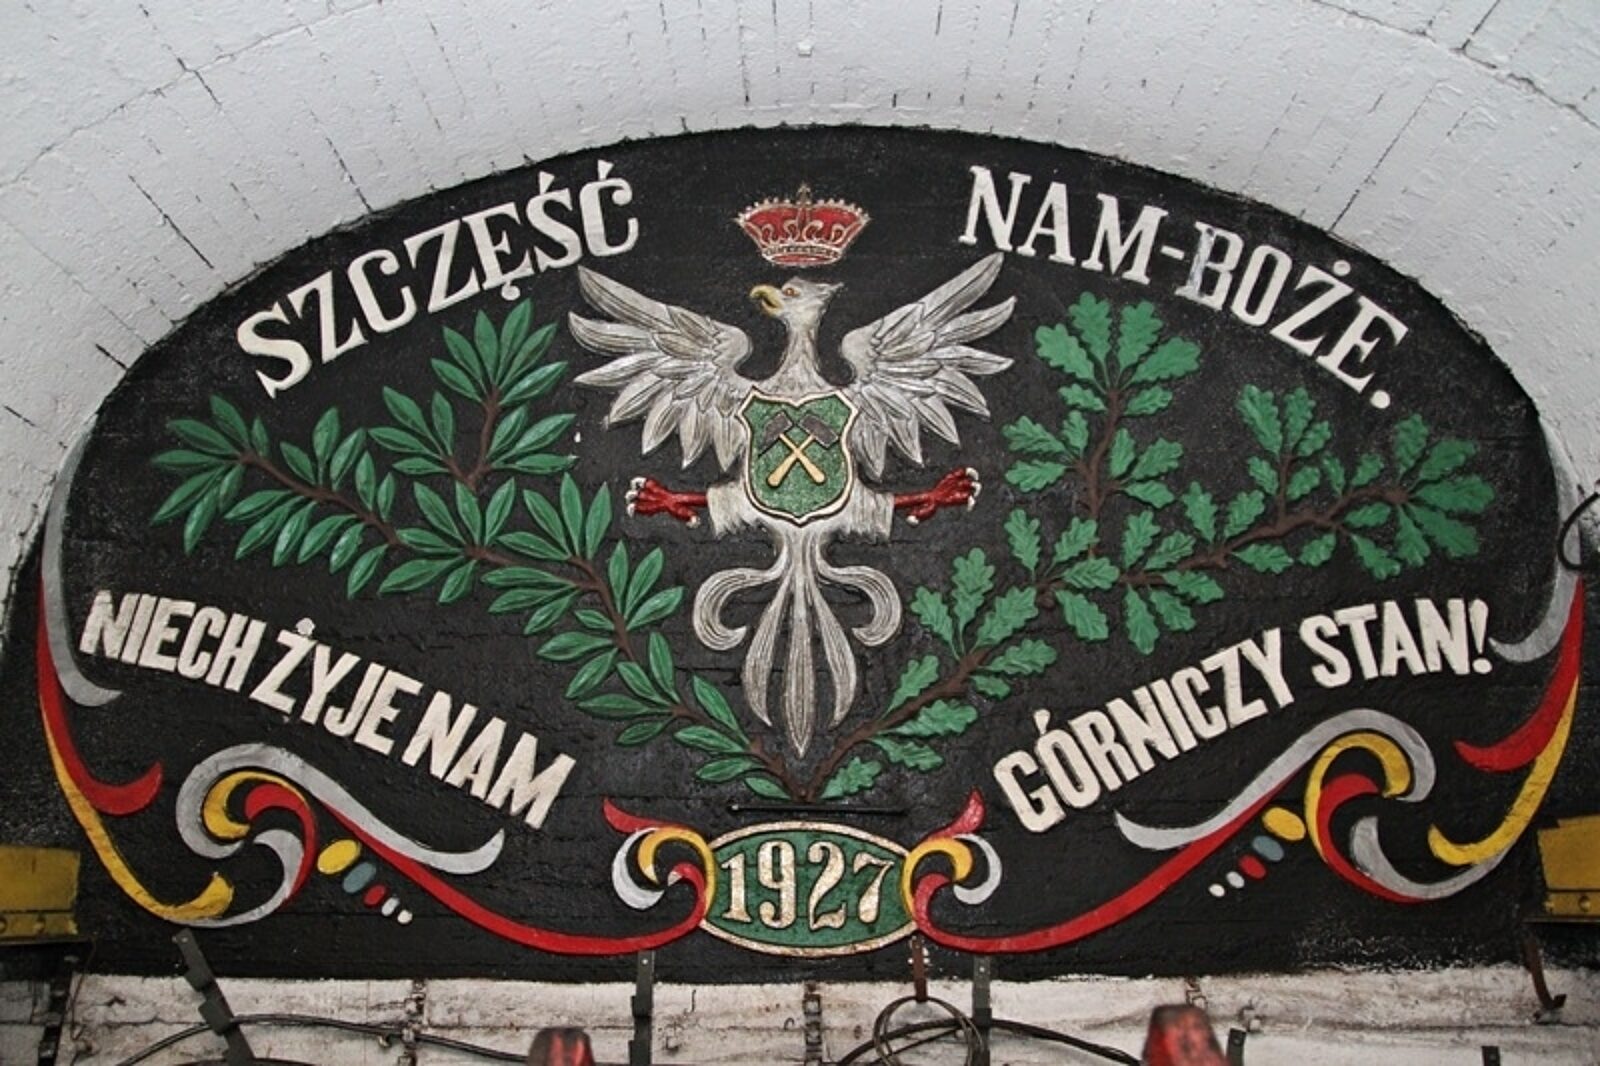 SZCZĘŚĆ NAM-BOŻE.
NIECH ŻYJE NAM GÓRNICZY STAN!
1927